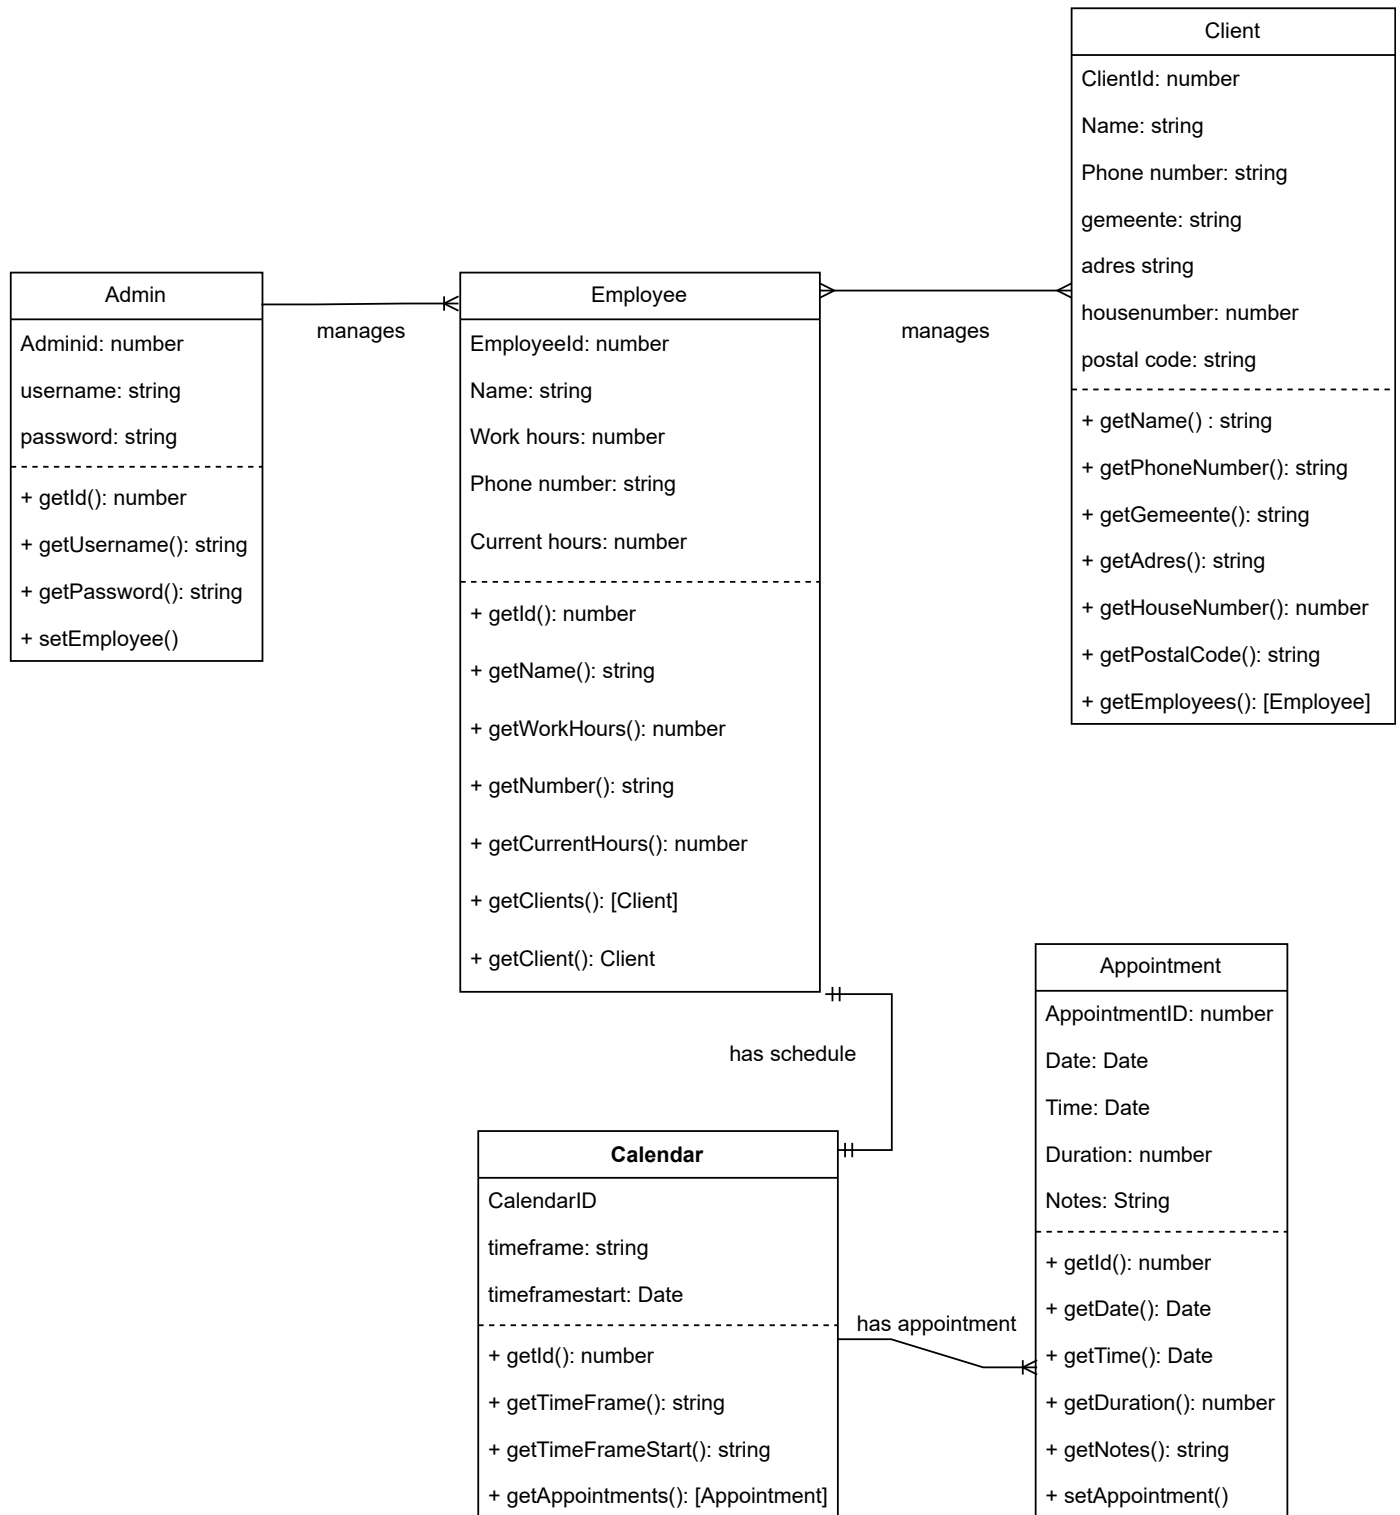 Client
ClientId: number
Name: string
Phone number: string
gemeente: string
adres string
housenumber: number
postal code: string
+ getName() : string
+ getPhoneNumber(): string
+ getGemeente(): string
+ getAdres(): string
+ getHouseNumber(): number
+ getPostalCode(): string
+ getEmployees(): [Employee]
Admin
Adminid: number
username: string
password: string
+ getId(): number
+ getUsername(): string
+ getPassword(): string
+ setEmployee()
manages
Employee
EmployeeId: number
Name: string
Work hours: number
Phone number: string
Current hours: number
+ getId(): number
+ getName(): string
+ getWorkHours(): number
+ getNumber(): string
+ getCurrentHours(): number
+ getClients(): [Client]
+ getClient(): Client
manages
has schedule
Calendar
CalendarID
timeframe: string
timeframestart: Date
+ getId(): number
+ getTimeFrame(): string
+ getTimeFrameStart(): string
+ getAppointments(): [Appointment]
has appointment
Appointment
AppointmentID: number
Date: Date
Time: Date
Duration: number
Notes: String
+ getId(): number
+ getDate(): Date
+ getTime(): Date
+ getDuration(): number
+ getNotes(): string
+ setAppointment()